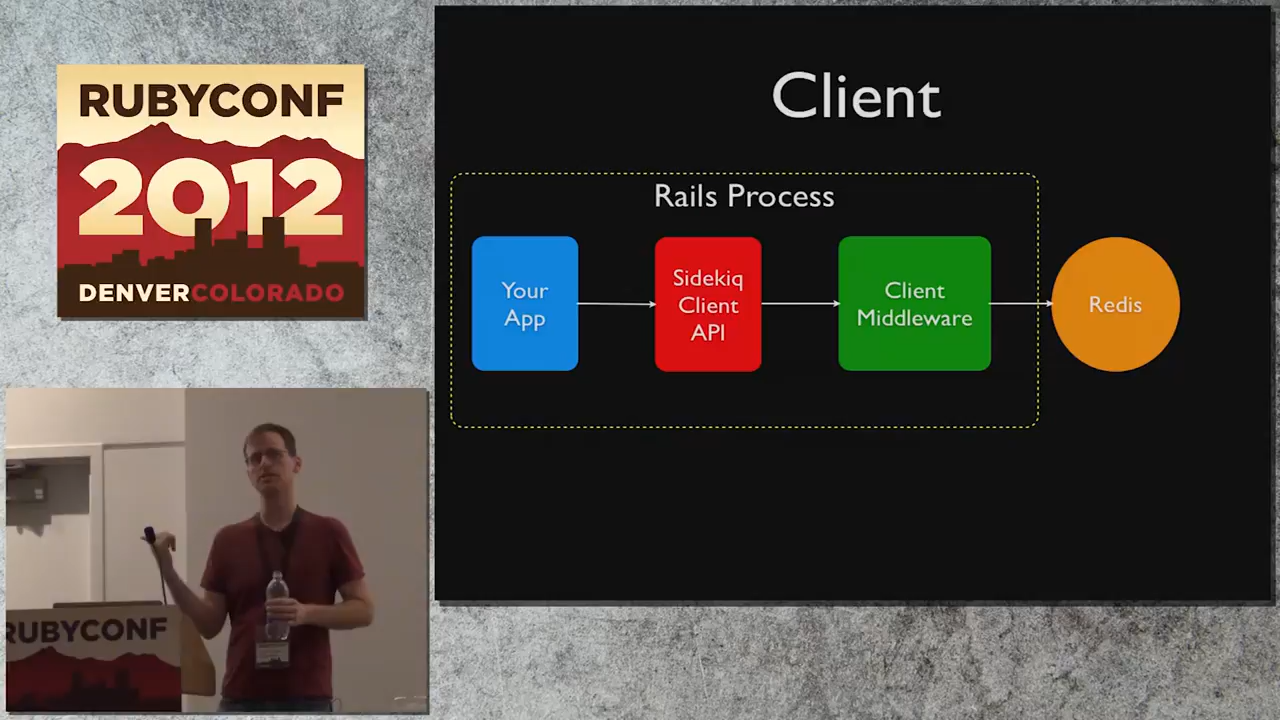 RUBYCONF
2012
DENVERCOLORADO
Client
Rails Process
Your
App
Sidekiq
Client
API
Client
Middleware
Redis
RUBYCONF